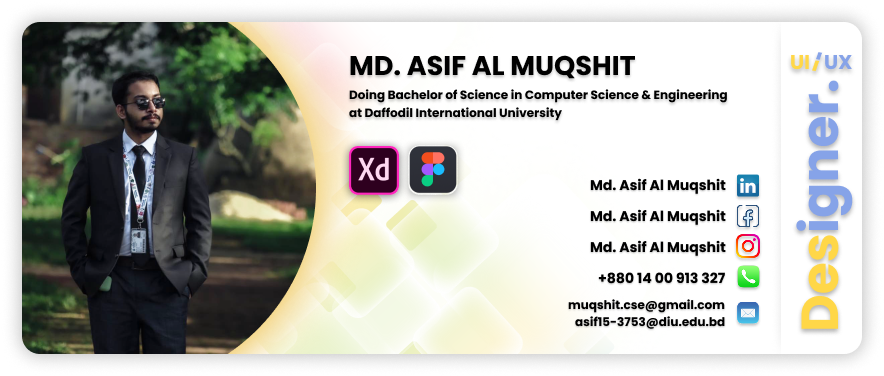 MD. ASIF AL MUQSHIT
Doing Bachelor of Science in Computer Science & Engineering
at Daffodil International University
Xd
Md. Asif Al Muqshit
in
Md. Asif Al Muqshit
Md. Asif Al Muqshit
+880 14 00 913 327
muqshit.cse@gmail.com
asif15-3753@diu.edu.bd
UI/UX
Designer.